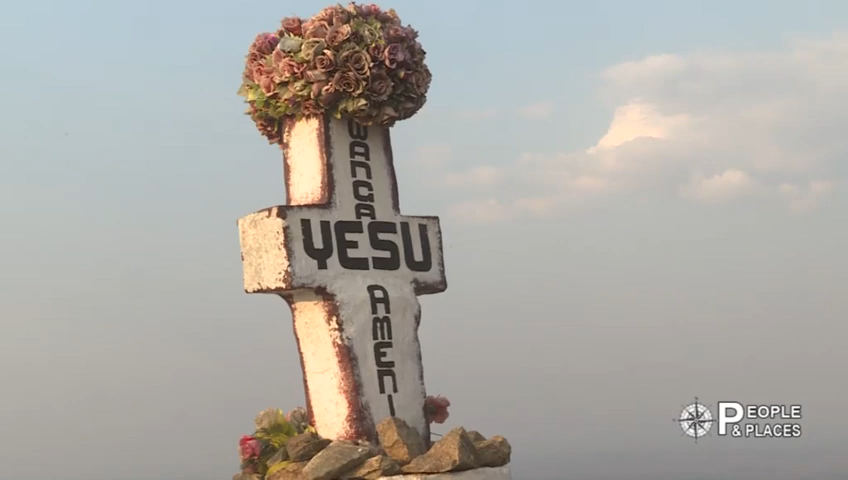 WANGA
YESU
AMENI
PEOPLE
& PLACES